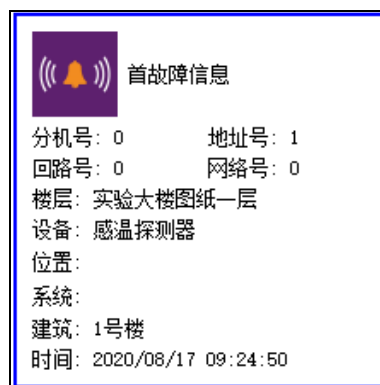 首故障信息
分机号: 0 地址号: 1
回路号: 0 网络号: 0
楼层: 实验大楼图纸一层
设备: 感温探测器
位置:
系统:
建筑: 1号楼
时间: 2020/08/17 09:24:50